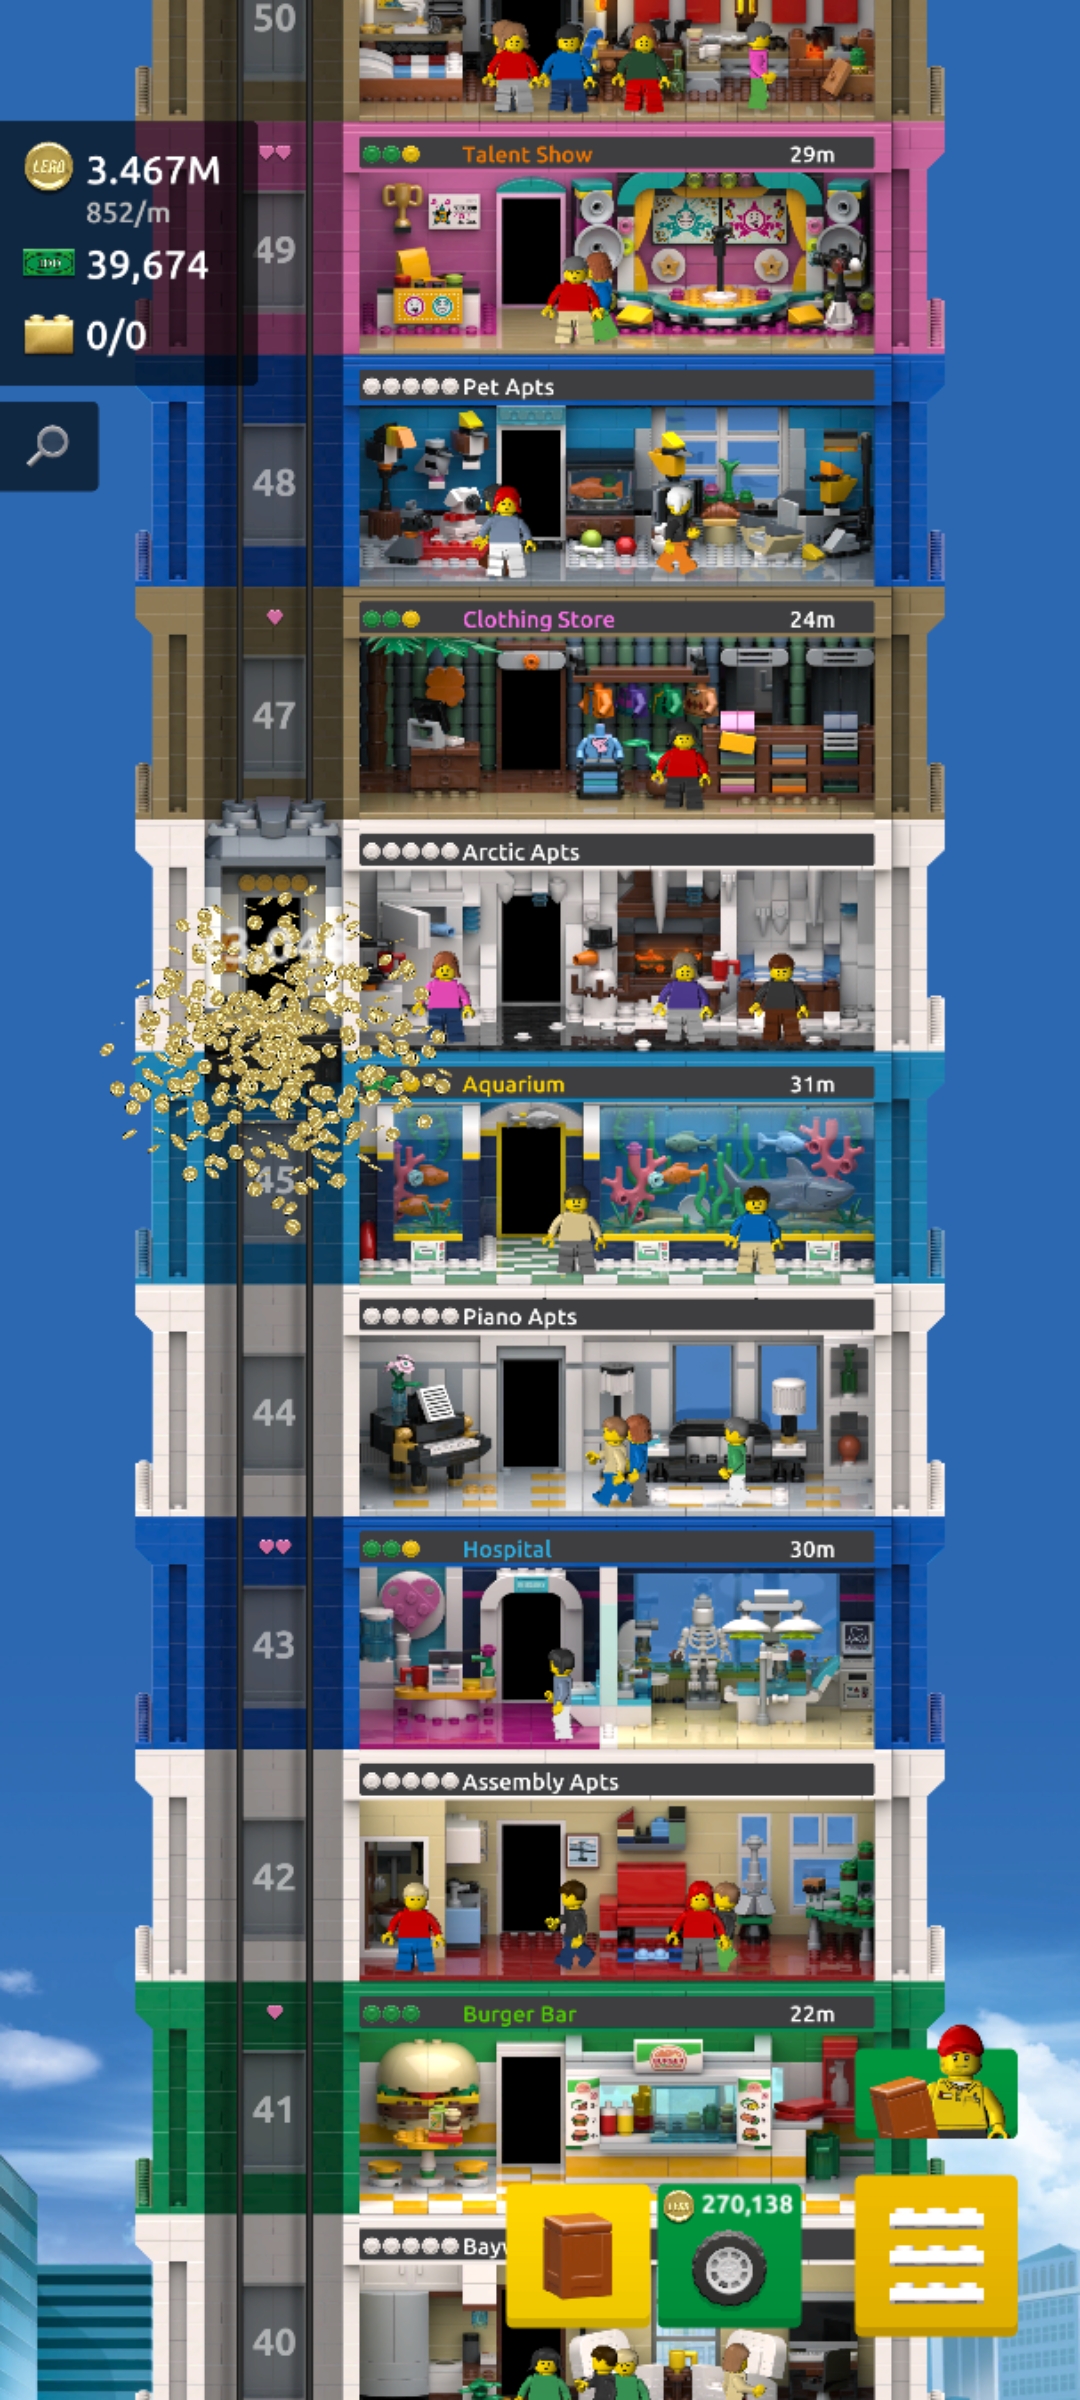 50
LEGO 3.467M
852/m
39,674
0/0
Talent Show 29m
49
Pet Apts
48
Clothing Store 24m
47
Arctic Apts
Aquarium 31m
45
Piano Apts
44
Hospital 30m
43
Assembly Apts
42
Burger Bar 22m
BURGER
41
LEGO 270,138
40